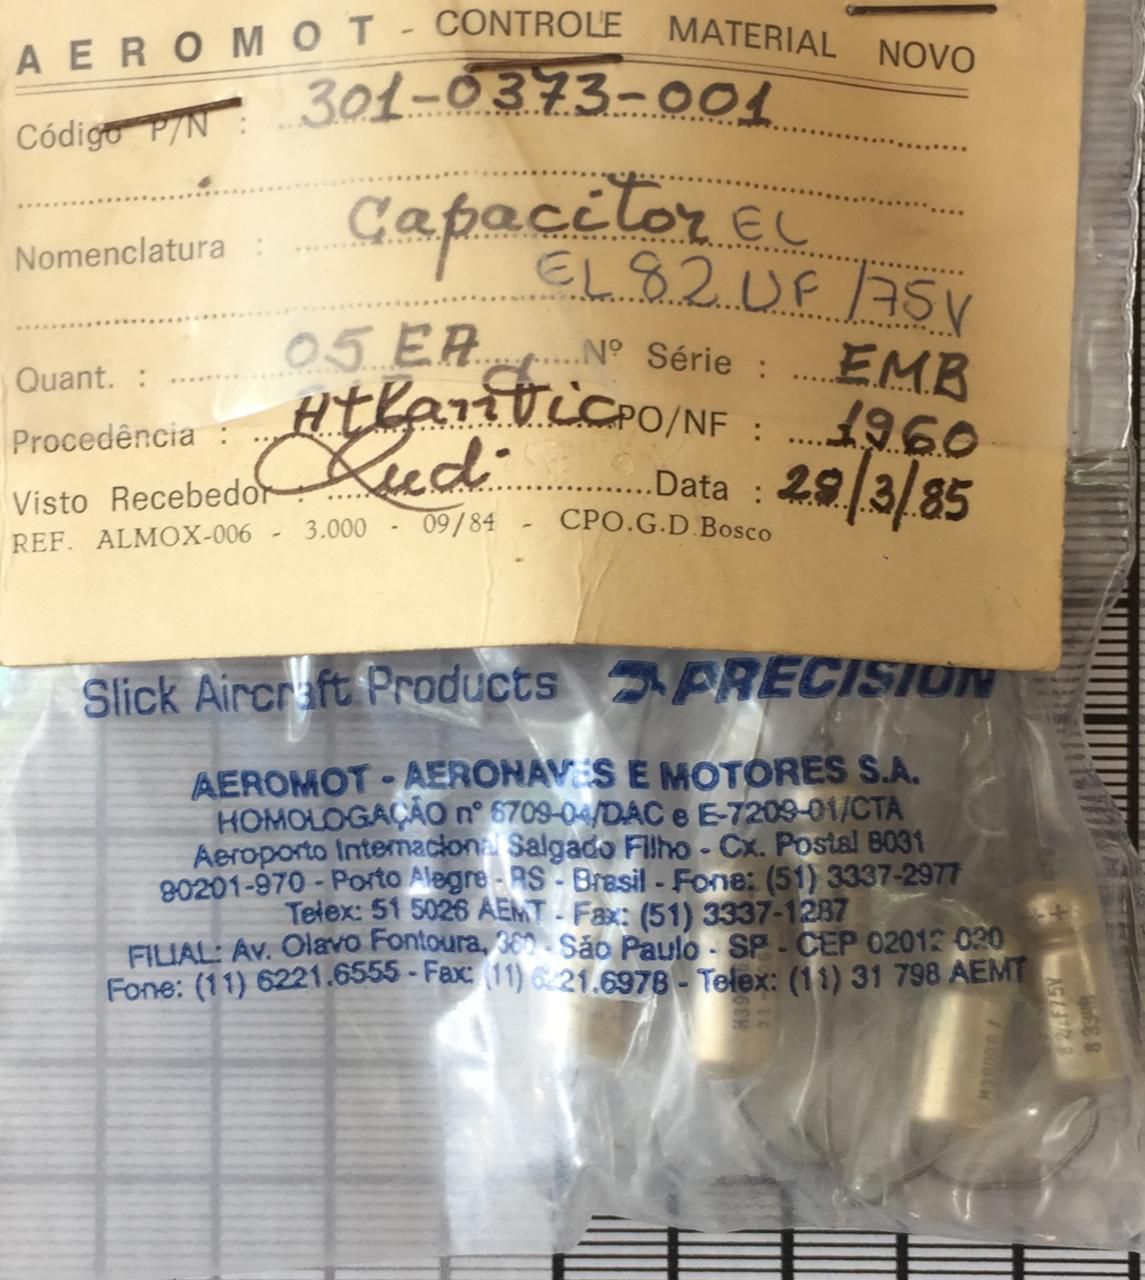 AEROMOT - CONTROLE MATERIAL NOVO
Código P/N : 301-0373-001
Nomenclatura : Capacitor EL
EL 82 UF /75V
Quant. : 05 EA Nº Série : EMB
Procedência : Atlantic PO/NF : 1960
Visto Recebedor : Data : 29/3/85
REF. ALMOX-006 - 3.000 - 09/84 - CPO.G.D.Bosco
Slick Aircraft Products PRECISION
AEROMOT - AERONAVES E MOTORES S.A.
HOMOLOGAÇÃO nº 6709-04/DAC e E-7209-01/CTA
Aeroporto Internacional Salgado Filho - Cx. Postal 8031
90201-970 - Porto Alegre - RS - Brasil - Fone: (51) 3337-2977
Telex: 51 5026 AEMT - Fax: (51) 3337-1287
FILIAL: Av. Olavo Fontoura, 360 - São Paulo - SP - CEP 02012-020
Fone: (11) 6221.6555 - Fax: (11) 6221.6978 - Telex: (11) 31 798 AEMT
++